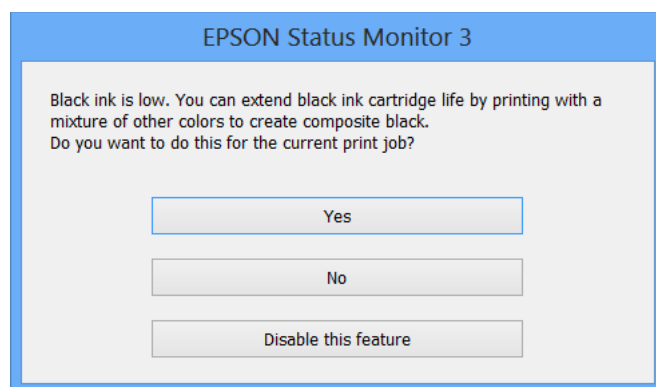 EPSON Status Monitor 3
Black ink is low. You can extend black ink cartridge life by printing with a
mixture of other colors to create composite black.
Do you want to do this for the current print job?
Yes
No
Disable this feature